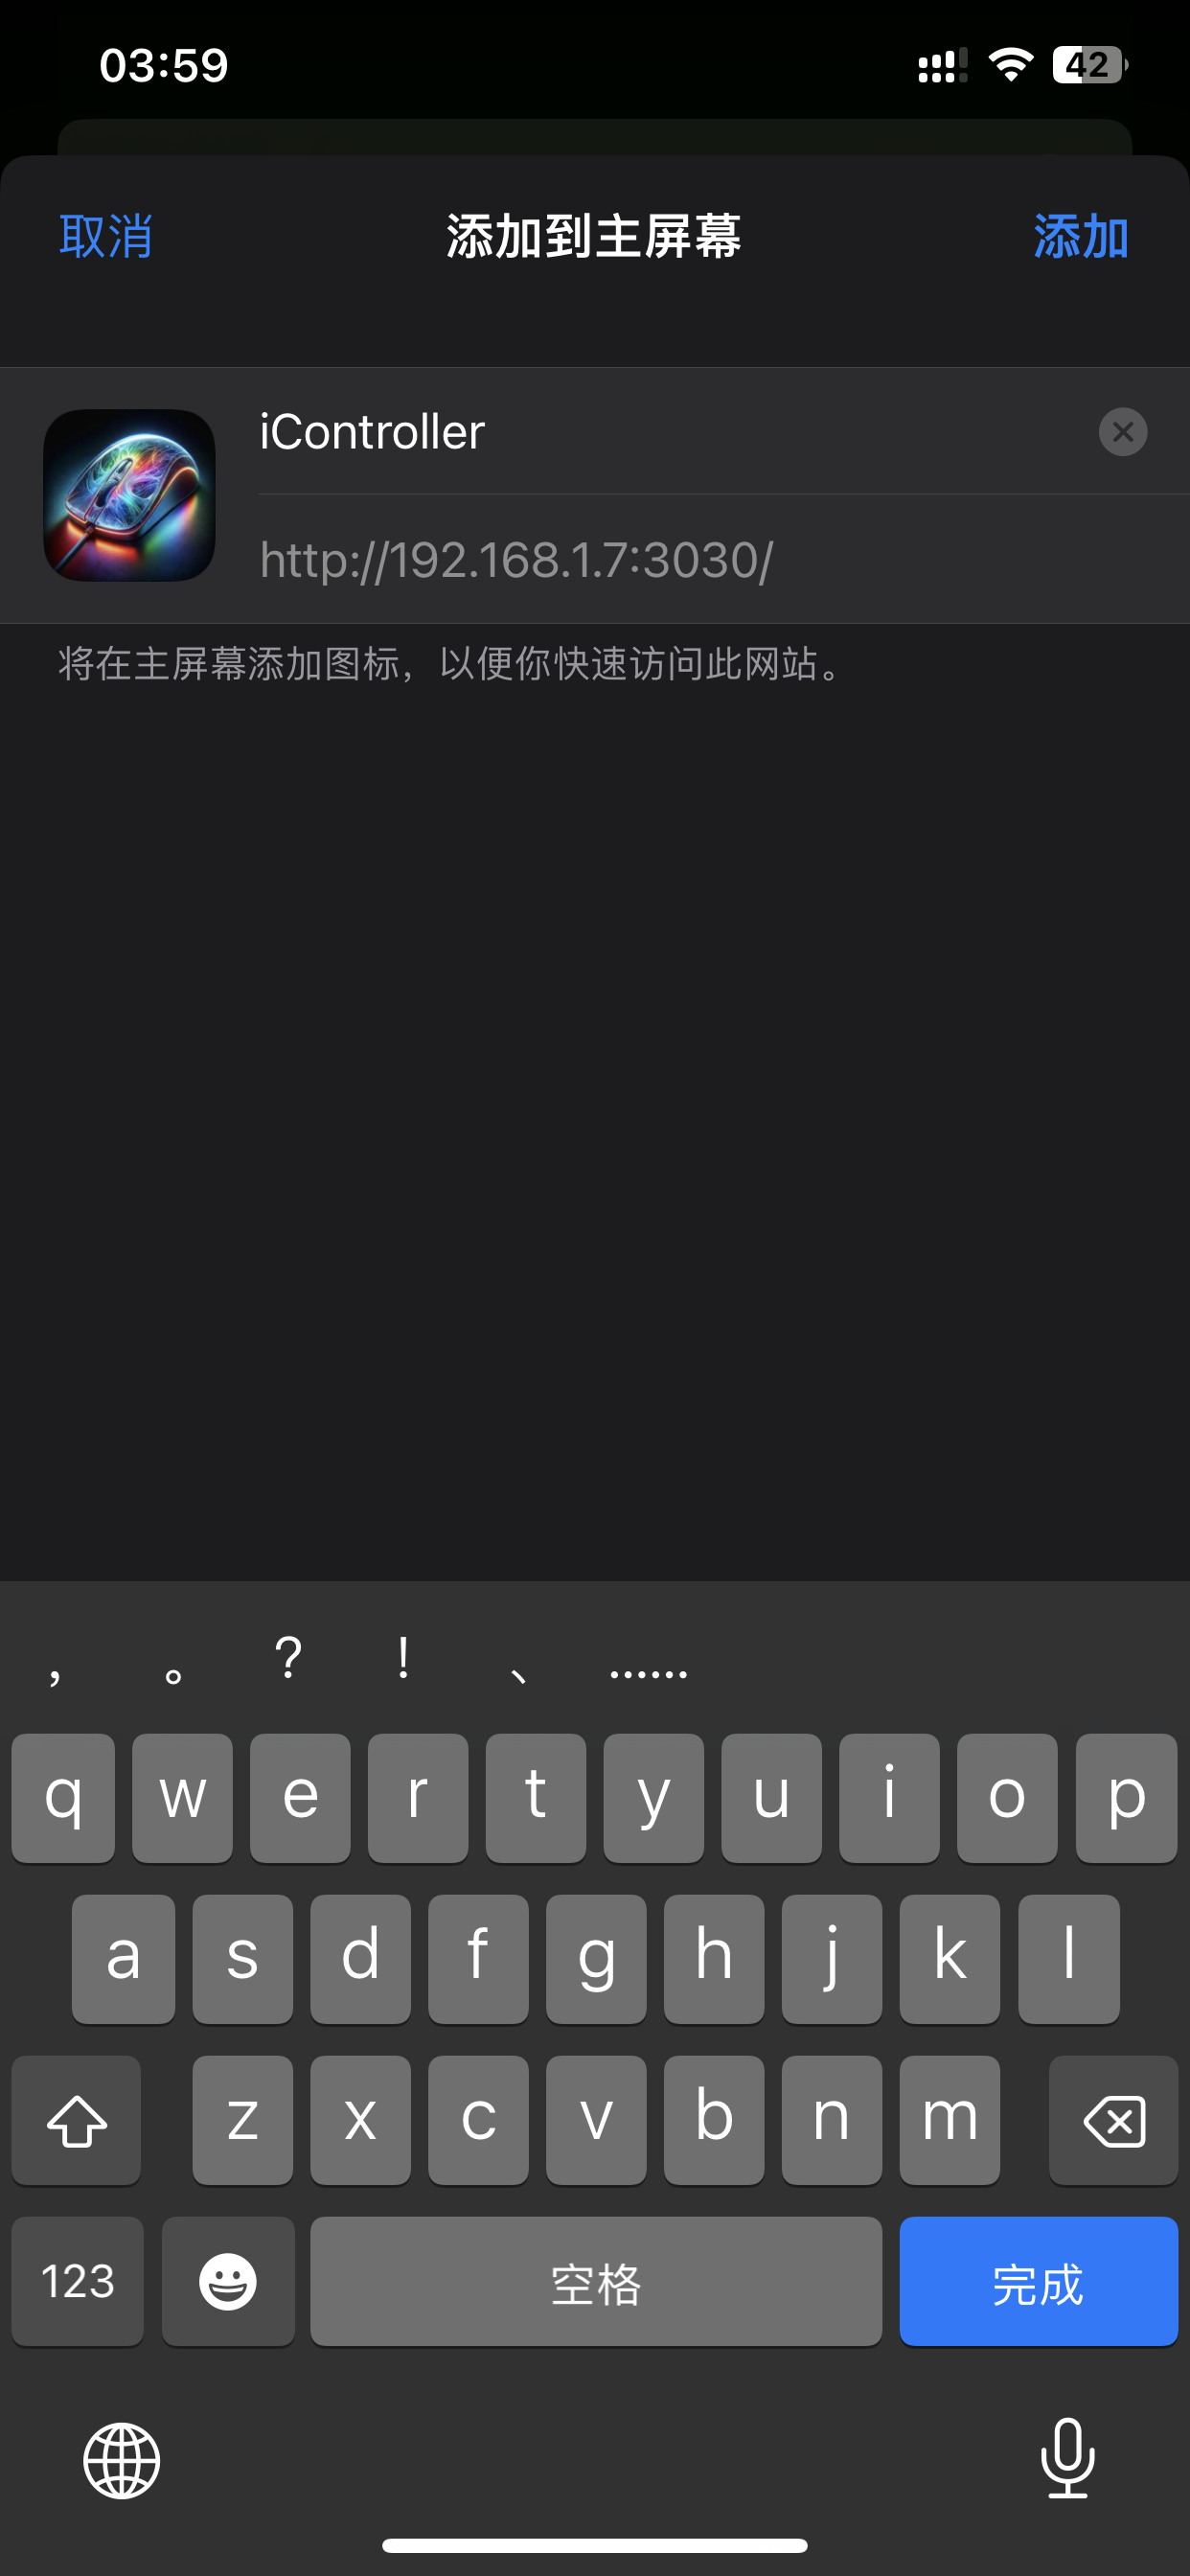 03:59
42
取消
添加到主屏幕
添加
iController
http://192.168.1.7:3030/
将在主屏幕添加图标，以便你快速访问此网站。
， 。 ？ ！ 、 ……
q w e r t y u i o p
a s d f g h j k l
z x c v b n m
123
空格
完成